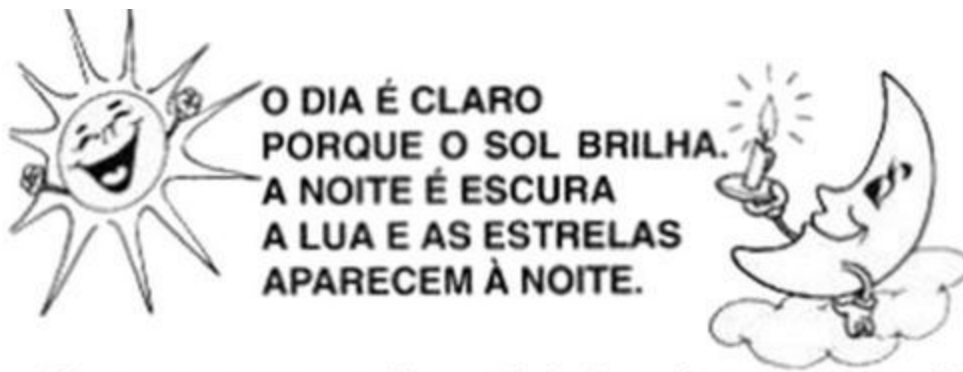 O DIA É CLARO
PORQUE O SOL BRILHA.
A NOITE É ESCURA
A LUA E AS ESTRELAS
APARECEM À NOITE.